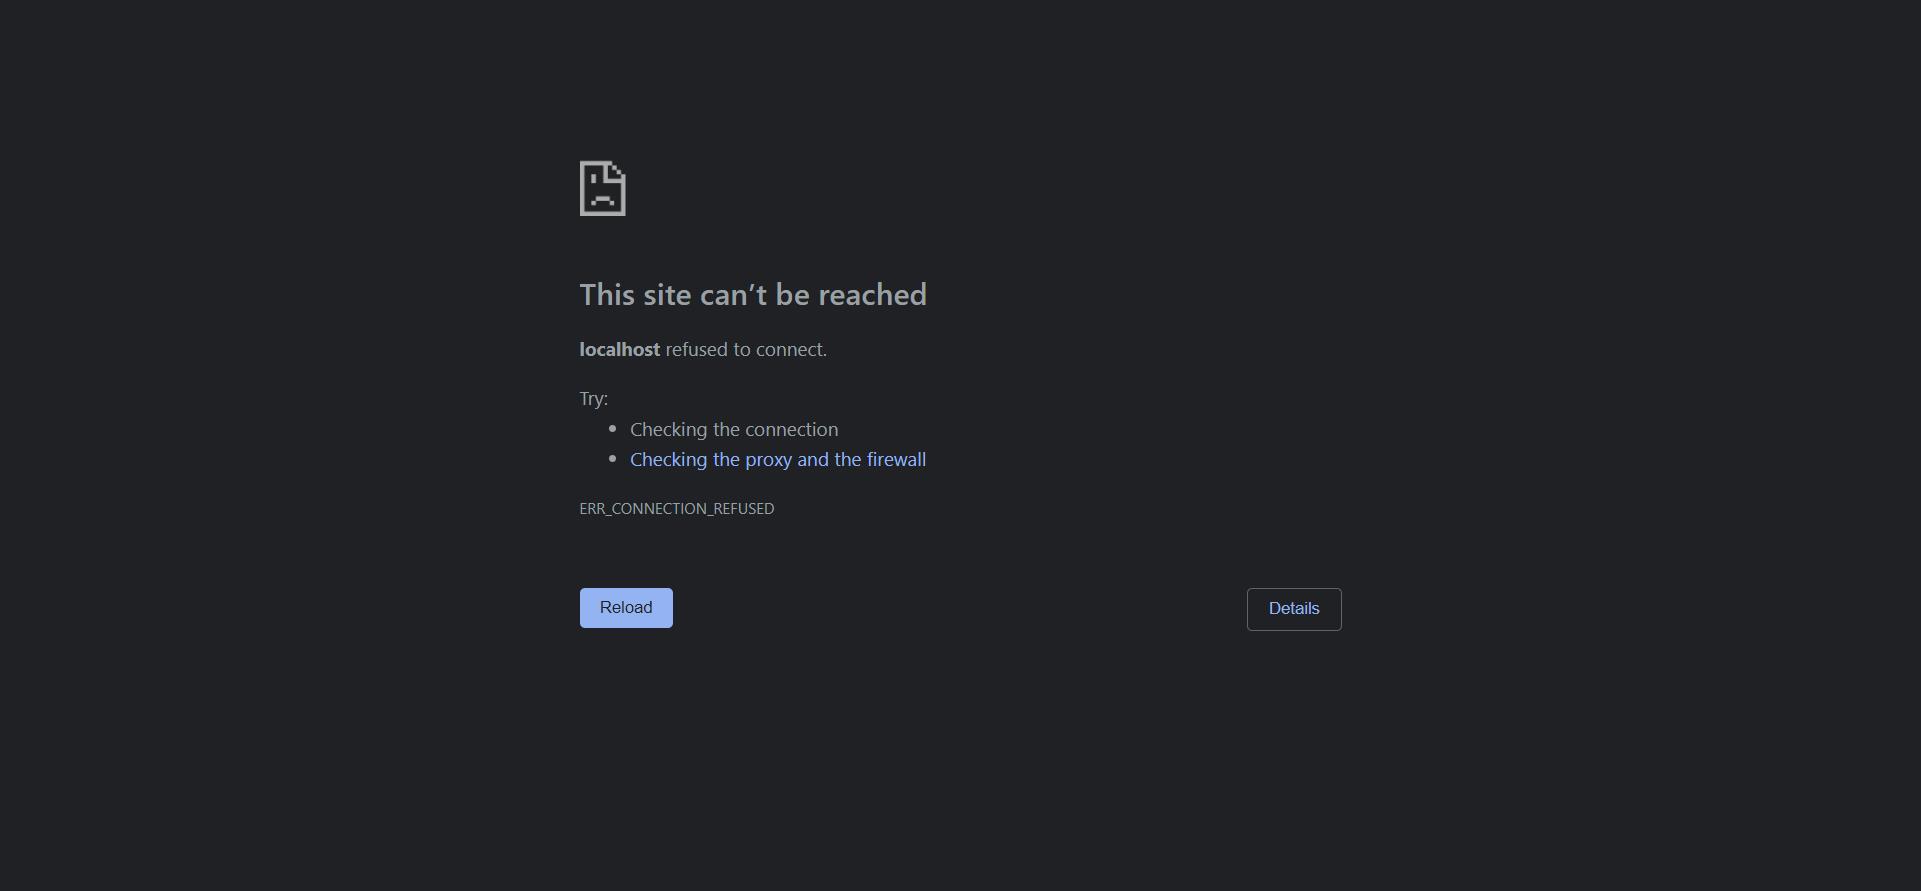 This site can’t be reached
localhost refused to connect.
Try:
Checking the connection
Checking the proxy and the firewall
ERR_CONNECTION_REFUSED
Reload
Details